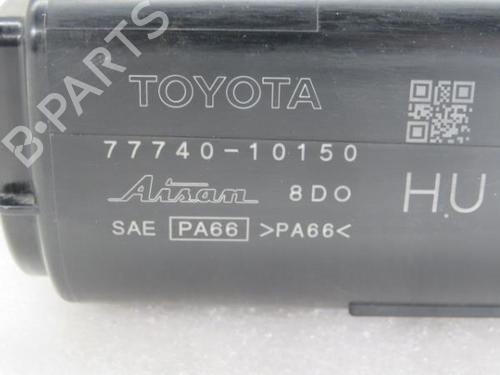 TOYOTA
77740-10150
Aisan 8DO H.U
SAE PA66 >PA66<
B-PARTS